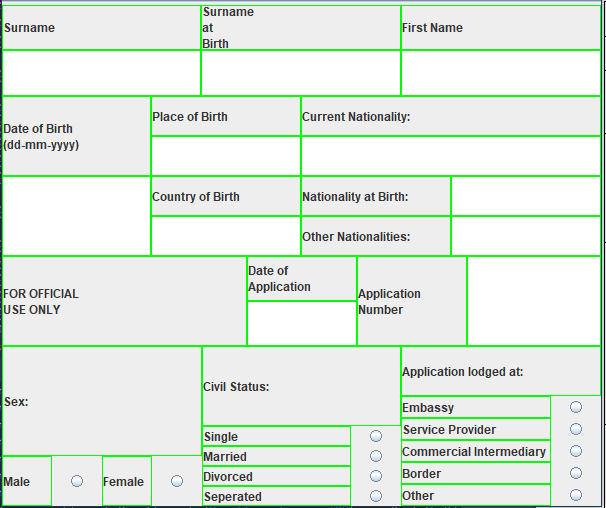 Surname
Surname
at
Birth
First Name
Date of Birth
(dd-mm-yyyy)
Place of Birth
Current Nationality:
Country of Birth
Nationality at Birth:
Other Nationalities:
FOR OFFICIAL
USE ONLY
Date of
Application
Application
Number
Sex:
Male
Female
Civil Status:
Single
Married
Divorced
Seperated
Application lodged at:
Embassy
Service Provider
Commercial Intermediary
Border
Other